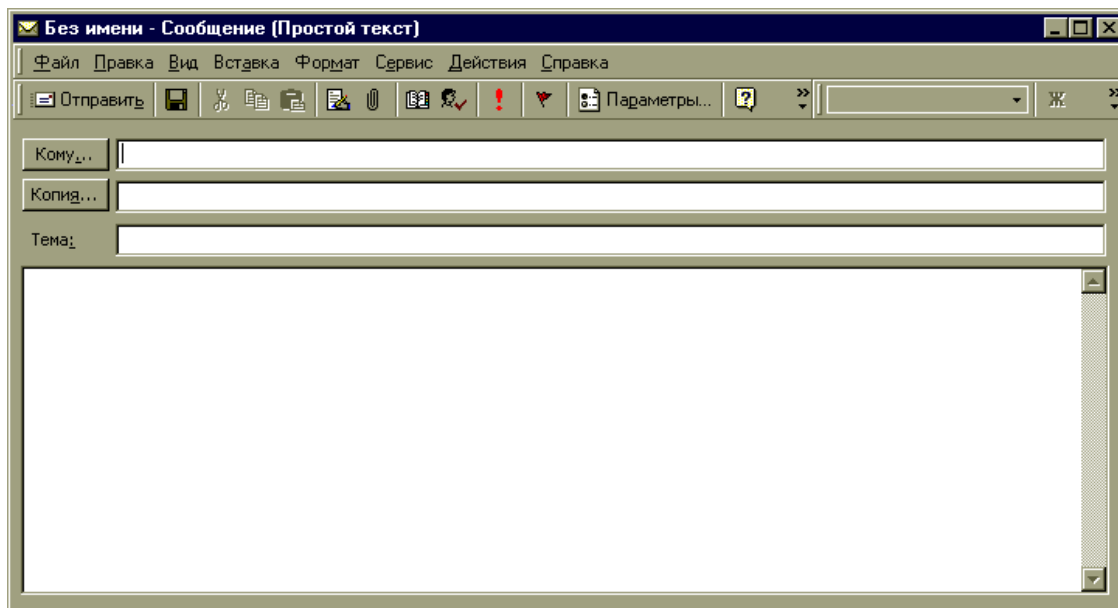 Без имени - Сообщение (Простой текст)
Файл Правка Вид Вставка Формат Сервис Действия Справка
Отправить Параметры... Ж
Кому...
Копия...
Тема: